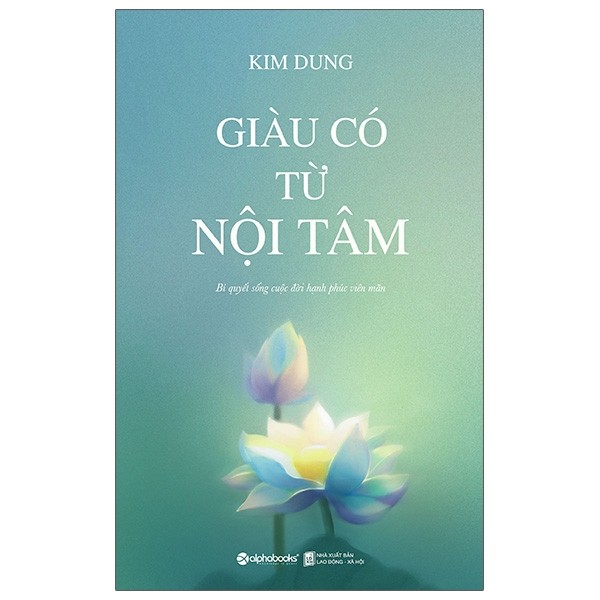 KIM DUNG
GIÀU CÓ
TỪ
NỘI TÂM
Bí quyết sống cuộc đời hạnh phúc viên mãn
alphabooks
NHÀ XUẤT BẢN
LAO ĐỘNG - XÃ HỘI